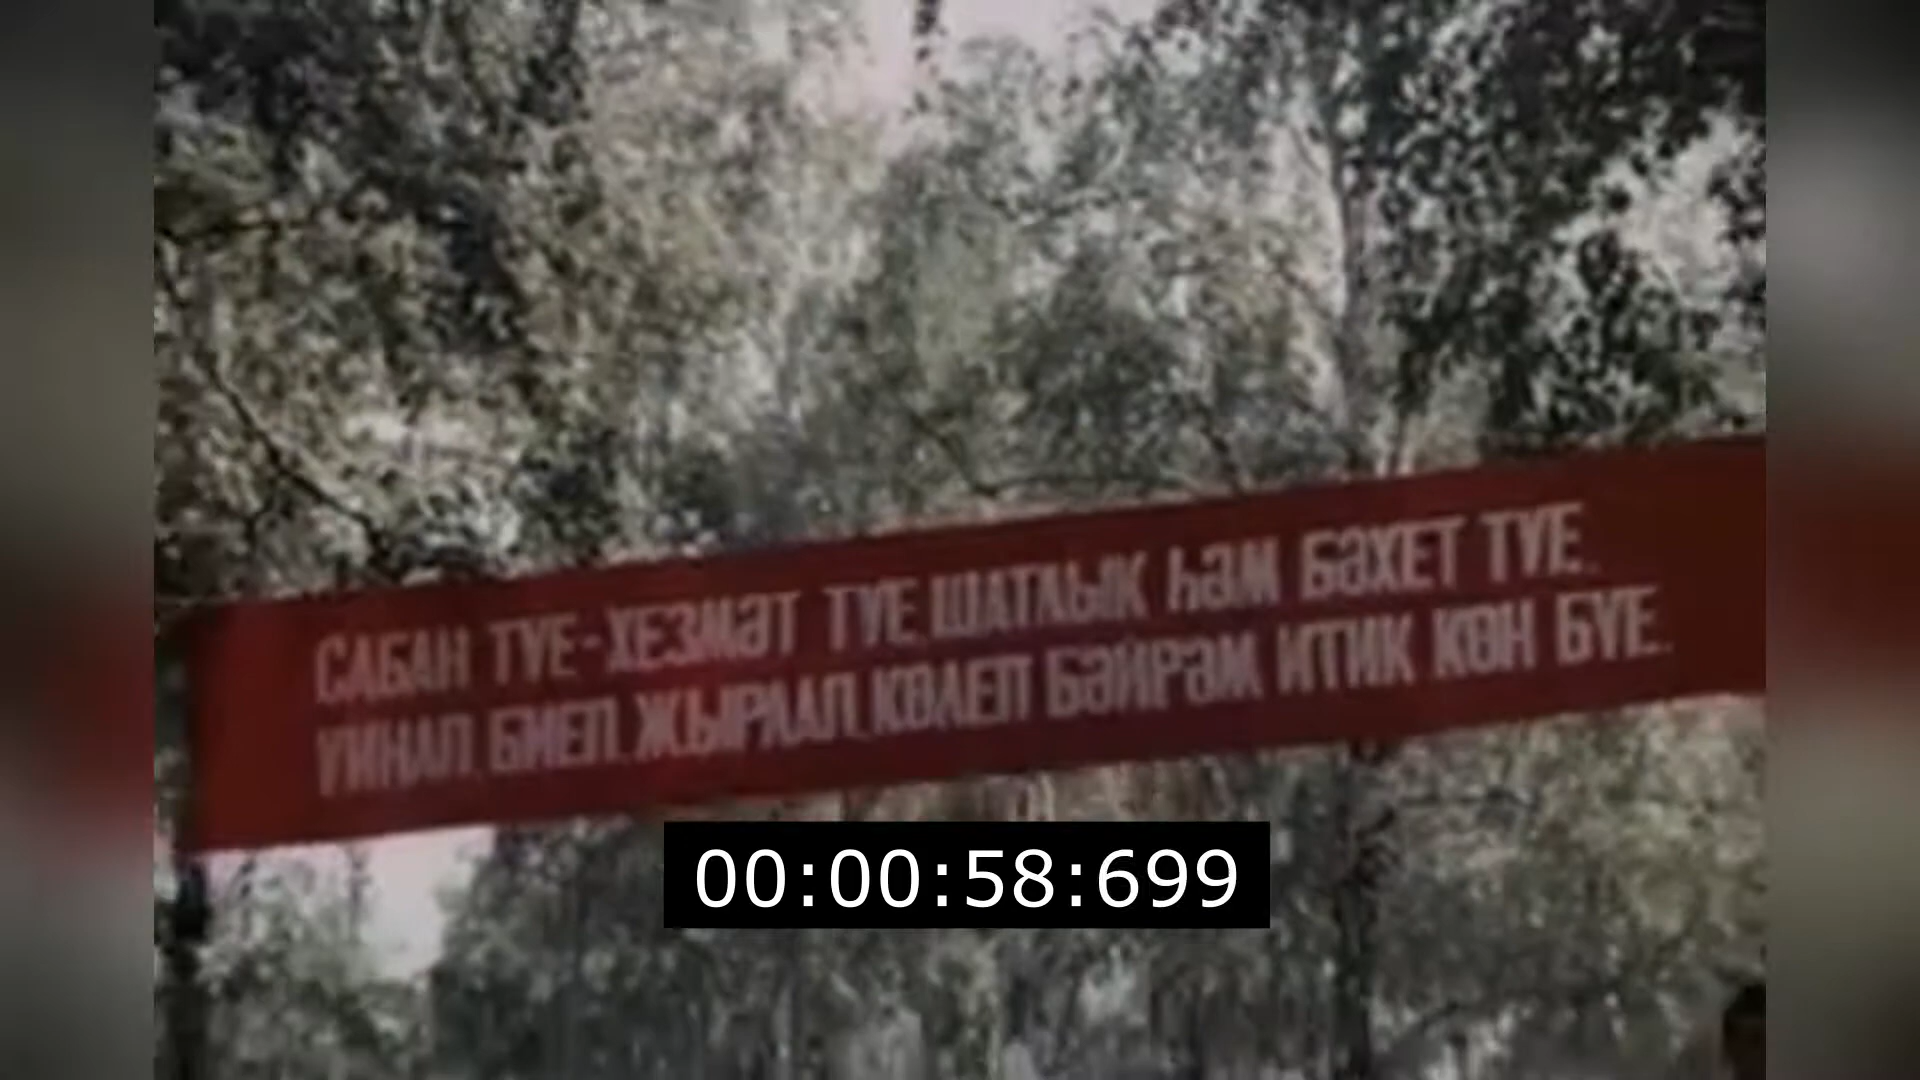 САБАН ТУЕ-ХЕЗМӘТ ТУЕ, ШАТЛЫК ҺӘМ БӘХЕТ ТУЕ.
УЙНАП, БИЕП, ЖЫРЛАП, КӨЛЕП БӘЙРӘМ ИТИК КӨН БУЕ.
00:00:58:699